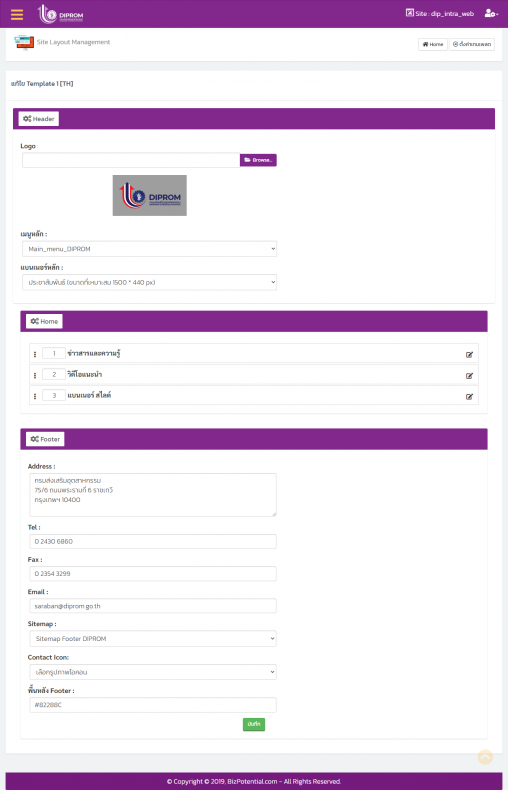 DIPROM
Site : dip_intra_web
Site Layout Management
Home
ตั้งค่าแทมเพลต
แก้ไข Template 1 [TH]
Header
Logo
Browse..
DIPROM
เมนูหลัก :
Main_menu_DIPROM
แบนเนอร์หลัก :
ประชาสัมพันธ์ (ขนาดที่เหมาะสม 1500 * 440 px)
Home
1 ข่าวสารและความรู้
2 วิดีโอแนะนำ
3 แบนเนอร์ สไลด์
Footer
Address :
กรมส่งเสริมอุตสาหกรรม
75/6 ถนนพระรามที่ 6 ราชเทวี
กรุงเทพฯ 10400
Tel :
0 2430 6860
Fax :
0 2354 3299
Email :
saraban@diprom.go.th
Sitemap :
Sitemap Footer DIPROM
Contact Icon:
เลือกรูปภาพไอคอน
พื้นหลัง Footer :
#82288C
บันทึก
© Copyright © 2019, BizPotential.com - All Rights Reserved.